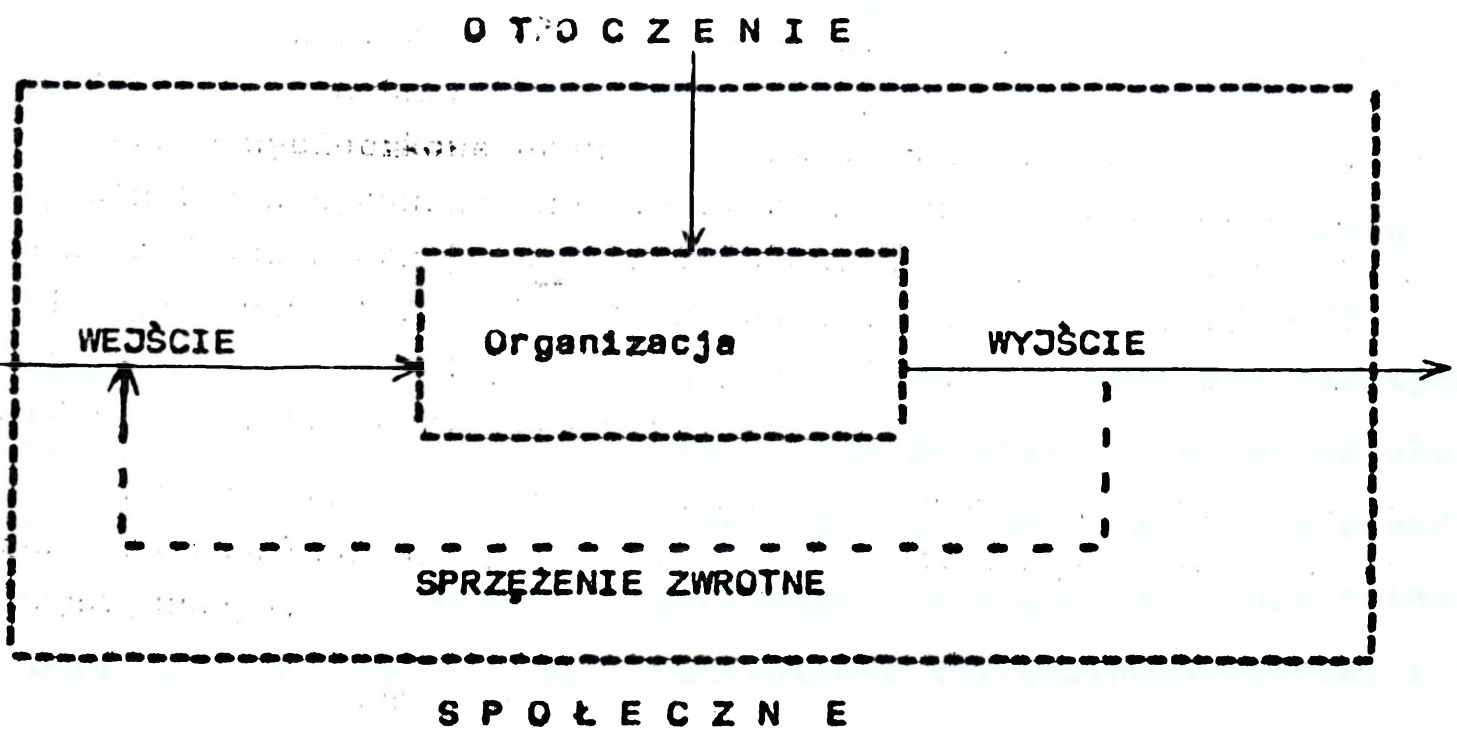 O T O C Z E N I E
WEJŚCIE
Organizacja
WYJŚCIE
SPRZĘŻENIE ZWROTNE
S P O Ł E C Z N E